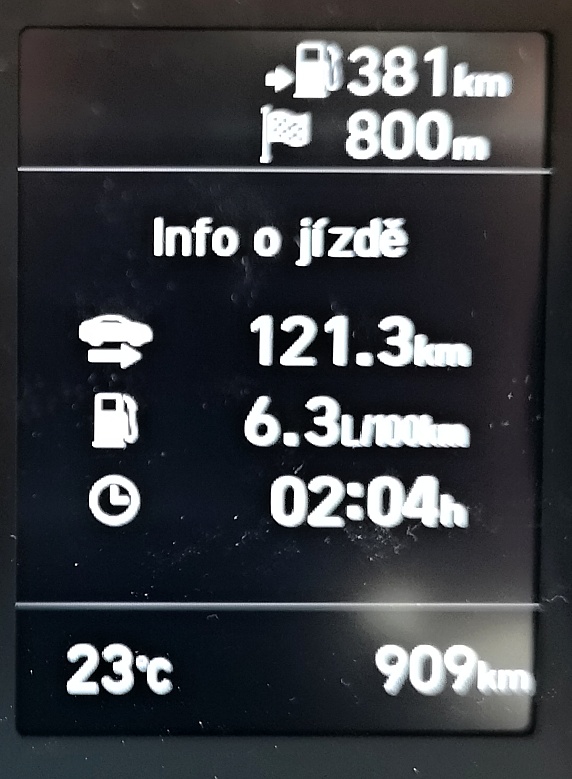 381km
800m
Info o jízdě
121.3km
6.3L/100km
02:04h
23°C 909km